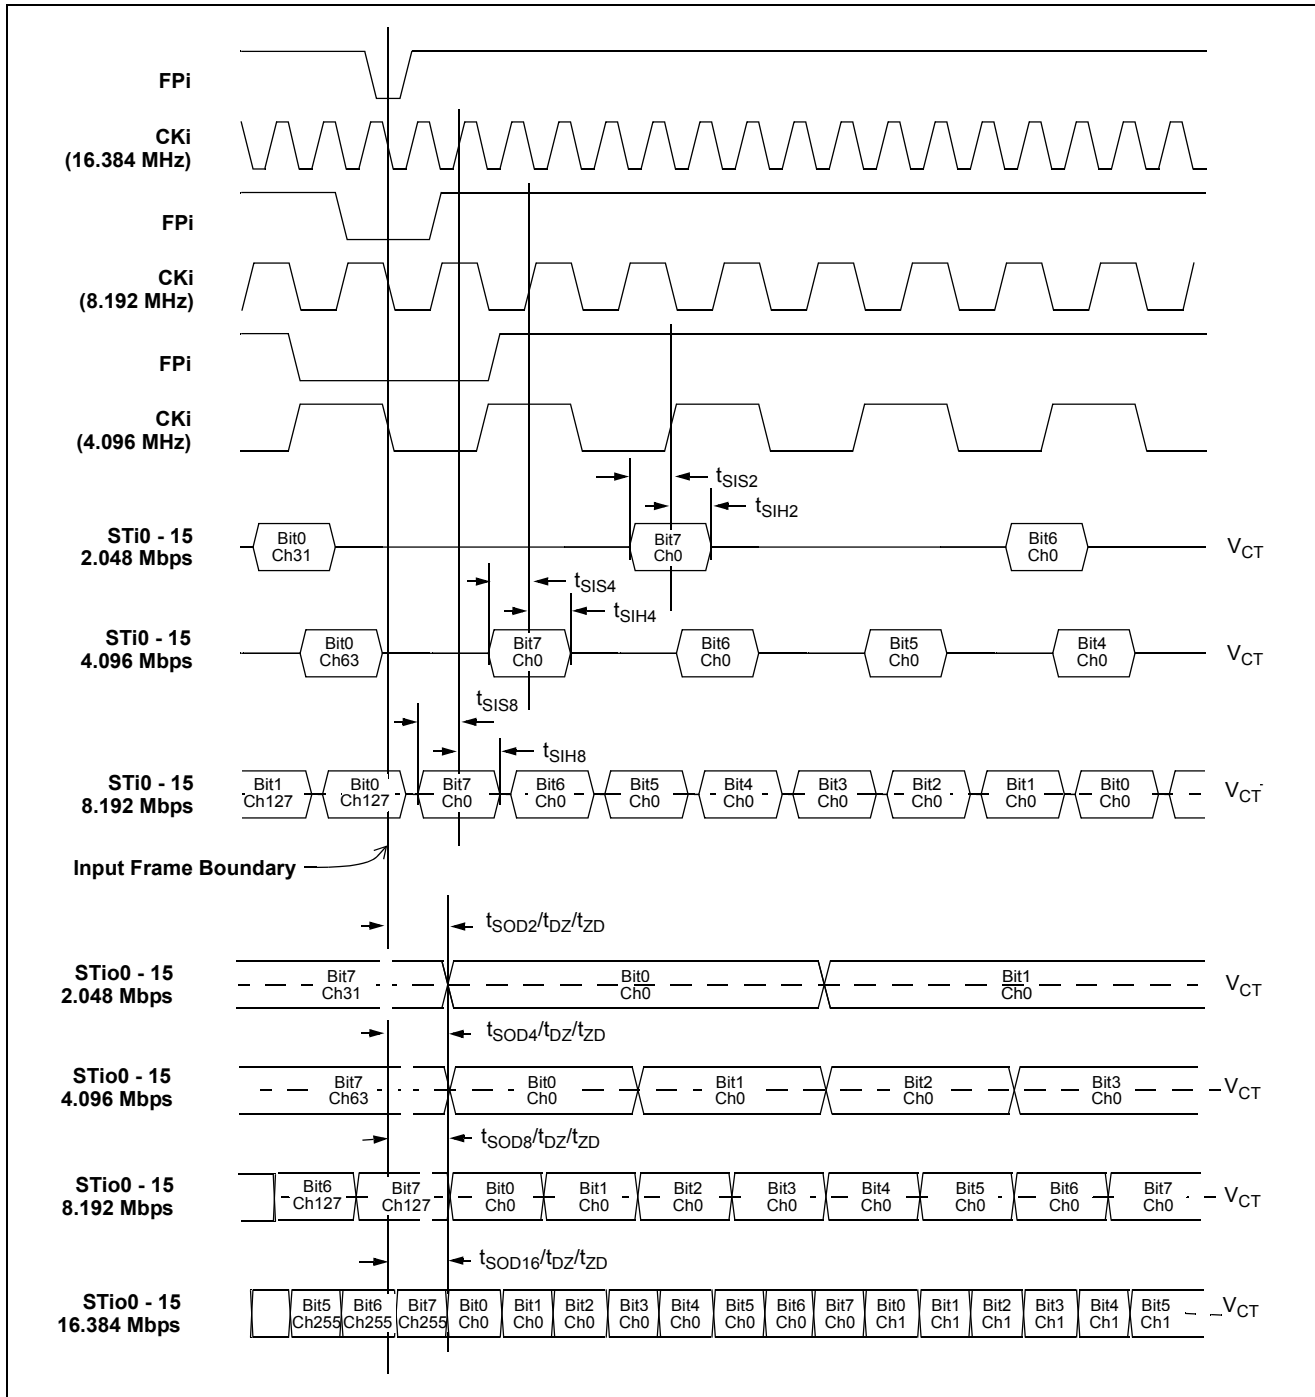 FPi
CKi
(16.384 MHz)
FPi
CKi
(8.192 MHz)
FPi
CKi
(4.096 MHz)
tSIS2
tSIH2
STi0 - 15
2.048 Mbps
Bit0
Ch31
Bit7
Ch0
Bit6
Ch0
VCT
tSIS4
tSIH4
STi0 - 15
4.096 Mbps
Bit0
Ch63
Bit7
Ch0
Bit6
Ch0
Bit5
Ch0
Bit4
Ch0
VCT
tSIS8
tSIH8
STi0 - 15
8.192 Mbps
Bit1
Ch127
Bit0
Ch127
Bit7
Ch0
Bit6
Ch0
Bit5
Ch0
Bit4
Ch0
Bit3
Ch0
Bit2
Ch0
Bit1
Ch0
Bit0
Ch0
VCT
Input Frame Boundary
tSOD2/tDZ/tZD
STio0 - 15
2.048 Mbps
Bit7
Ch31
Bit0
Ch0
Bit1
Ch0
VCT
tSOD4/tDZ/tZD
STio0 - 15
4.096 Mbps
Bit7
Ch63
Bit0
Ch0
Bit1
Ch0
Bit2
Ch0
Bit3
Ch0
VCT
tSOD8/tDZ/tZD
STio0 - 15
8.192 Mbps
Bit6
Ch127
Bit7
Ch127
Bit0
Ch0
Bit1
Ch0
Bit2
Ch0
Bit3
Ch0
Bit4
Ch0
Bit5
Ch0
Bit6
Ch0
Bit7
Ch0
VCT
tSOD16/tDZ/tZD
STio0 - 15
16.384 Mbps
Bit5
Ch255
Bit6
Ch255
Bit7
Ch255
Bit0
Ch0
Bit1
Ch0
Bit2
Ch0
Bit3
Ch0
Bit4
Ch0
Bit5
Ch0
Bit6
Ch0
Bit7
Ch0
Bit0
Ch1
Bit1
Ch1
Bit2
Ch1
Bit3
Ch1
Bit4
Ch1
Bit5
Ch1
VCT